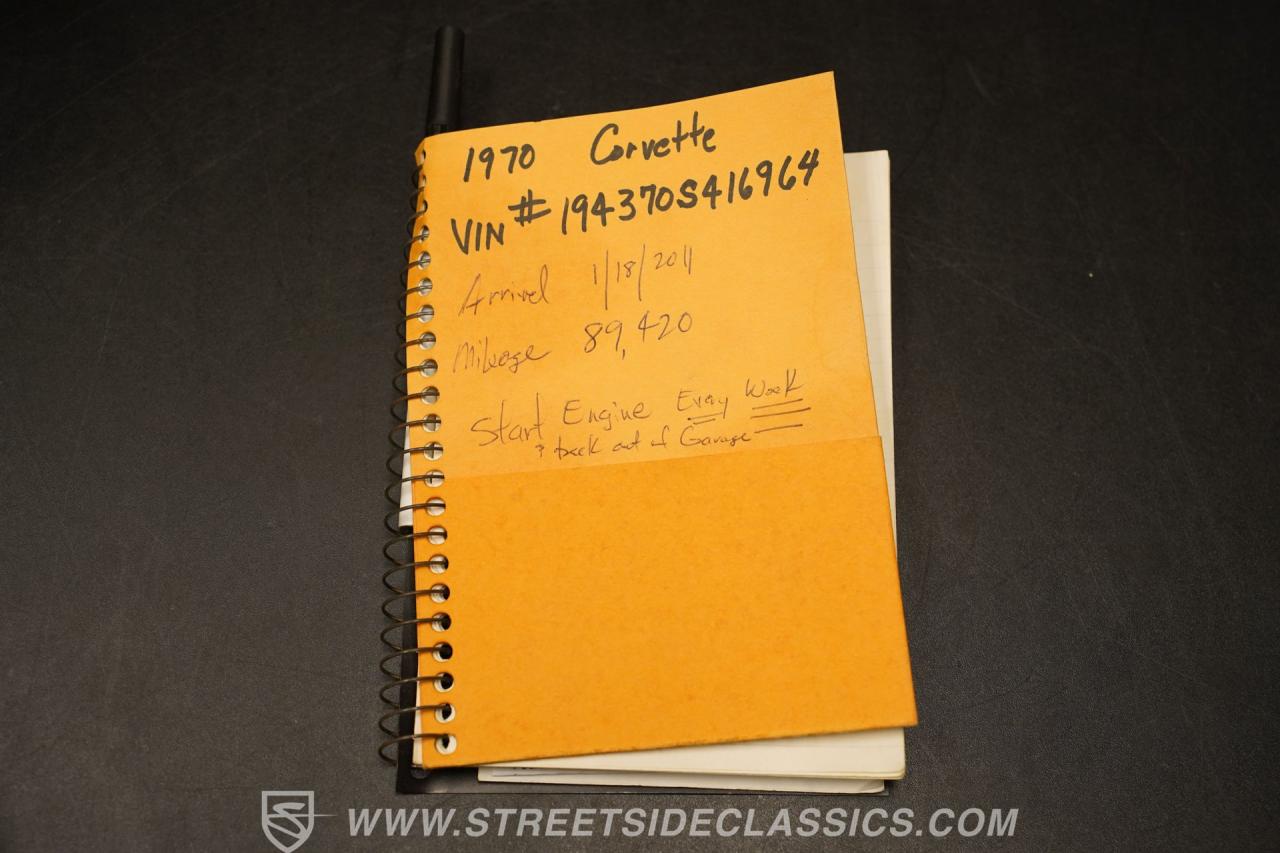 1970 Corvette
VIN # 194370S416964
Arrived 1/18/2011
Mileage 89,420
Start Engine Every Week
& back out of Garage
WWW.STREETSIDECLASSICS.COM